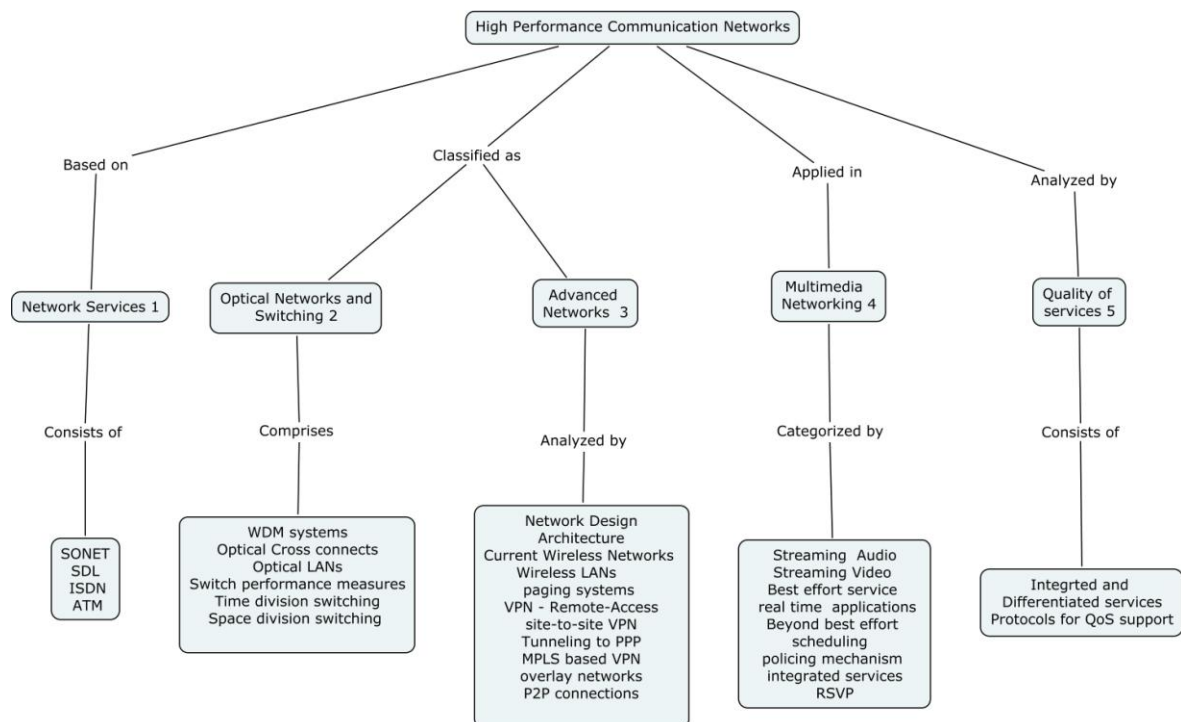 High Performance Communication Networks
Based on
Classified as
Applied in
Analyzed by
Network Services 1
Optical Networks and
Switching 2
Advanced
Networks 3
Multimedia
Networking 4
Quality of
services 5
Consists of
Comprises
Analyzed by
Categorized by
Consists of
SONET
SDL
ISDN
ATM
WDM systems
Optical Cross connects
Optical LANs
Switch performance measures
Time division switching
Space division switching
Network Design
Architecture
Current Wireless Networks
Wireless LANs
paging systems
VPN - Remote-Access
site-to-site VPN
Tunneling to PPP
MPLS based VPN
overlay networks
P2P connections
Streaming Audio
Streaming Video
Best effort service
real time applications
Beyond best effort
scheduling
policing mechanism
integrated services
RSVP
Integrted and
Differentiated services
Protocols for QoS support